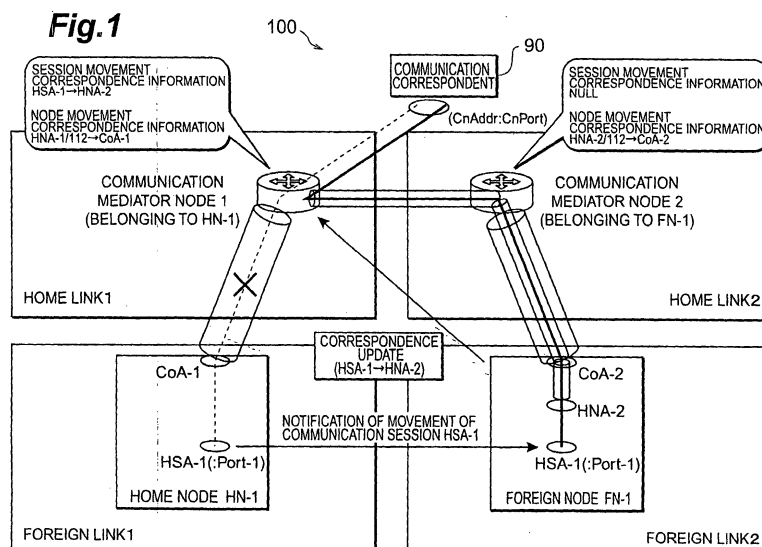 Fig.1
100
90
COMMUNICATION
CORRESPONDENT
(CnAddr:CnPort)
SESSION MOVEMENT
CORRESPONDENCE INFORMATION
HSA-1→HNA-2
NODE MOVEMENT
CORRESPONDENCE INFORMATION
HNA-1/112→CoA-1
SESSION MOVEMENT
CORRESPONDENCE INFORMATION
NULL
NODE MOVEMENT
CORRESPONDENCE INFORMATION
HNA-2/112→CoA-2
COMMUNICATION
MEDIATOR NODE 1
(BELONGING TO HN-1)
COMMUNICATION
MEDIATOR NODE 2
(BELONGING TO FN-1)
HOME LINK1
HOME LINK2
CORRESPONDENCE
UPDATE
(HSA-1→HNA-2)
CoA-1
CoA-2
HNA-2
NOTIFICATION OF MOVEMENT OF
COMMUNICATION SESSION HSA-1
HSA-1(:Port-1)
HSA-1(:Port-1)
HOME NODE HN-1
FOREIGN NODE FN-1
FOREIGN LINK1
FOREIGN LINK2